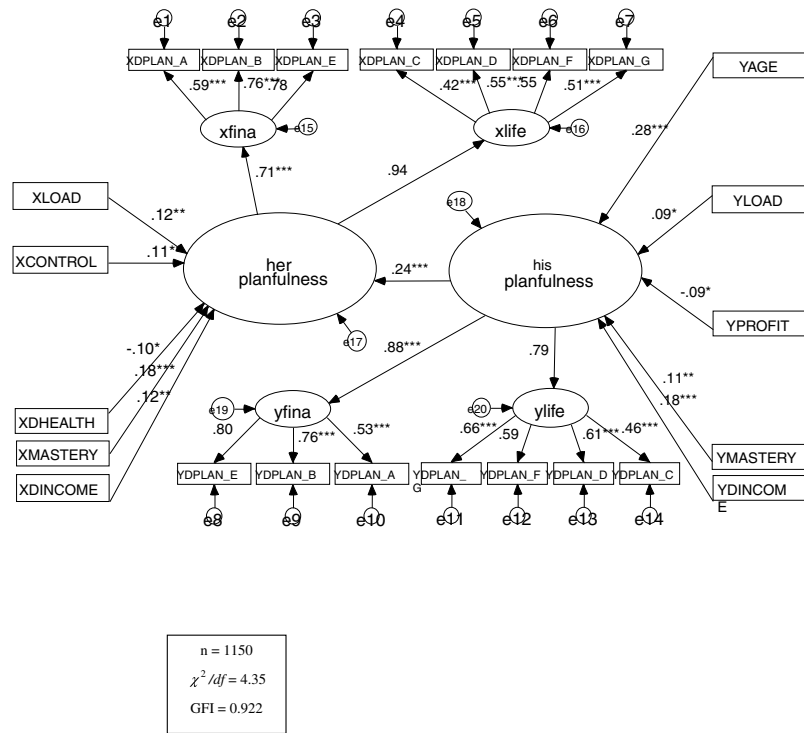 e1 e2 e3 e4 e5 e6 e7
XDPLAN_A XDPLAN_B XDPLAN_E XDPLAN_C XDPLAN_D XDPLAN_F XDPLAN_G
YAGE
.59*** .76*** .78 .42*** .55*** .55 .51***
xfina e15 xlife e16
.28***
.71*** .94
XLOAD YLOAD
e18
.12** .09*
XCONTROL .11*
her planfulness
his planfulness
.24***
-.09*
YPROFIT
e17
-.10* .88*** .79
.18*** .11**
.12** .18***
XDHEALTH
e19 yfina e20 ylife
XMASTERY YMASTERY
XDINCOME YDINCOM
E
.80 .76*** .53*** .66*** .59 .61*** .46***
YDPLAN_E YDPLAN_B YDPLAN_A YDPLAN_ YDPLAN_F YDPLAN_D YDPLAN_C
G
e8 e9 e10 e11 e12 e13 e14
n = 1150
χ²/df = 4.35
GFI = 0.922